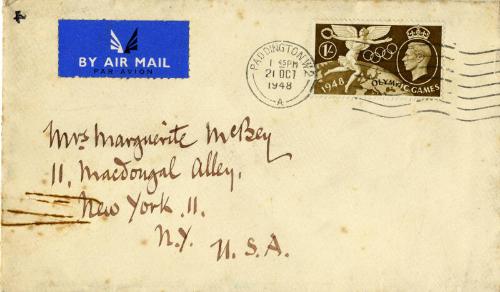 BY AIR MAIL
PAR AVION
PADDINGTON.W.2
1 45PM
21 OCT
1948
A
1/-
1948
OLYMPIC GAMES
Mrs Marguerite McBey
11, Macdougal Alley,
New York .11.
N.Y.
U.S.A.